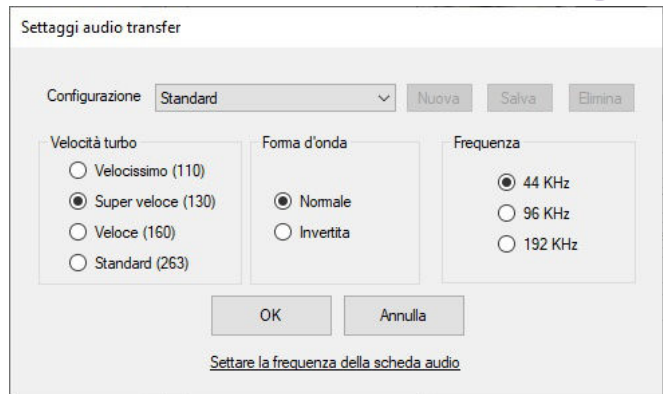 Settaggi audio transfer
Configurazione Standard Nuova Salva Elimina
Velocità turbo Forma d'onda Frequenza
Velocissimo (110) 44 KHz
Super veloce (130) Normale 96 KHz
Veloce (160) Invertita 192 KHz
Standard (263)
OK Annulla
Settare la frequenza della scheda audio